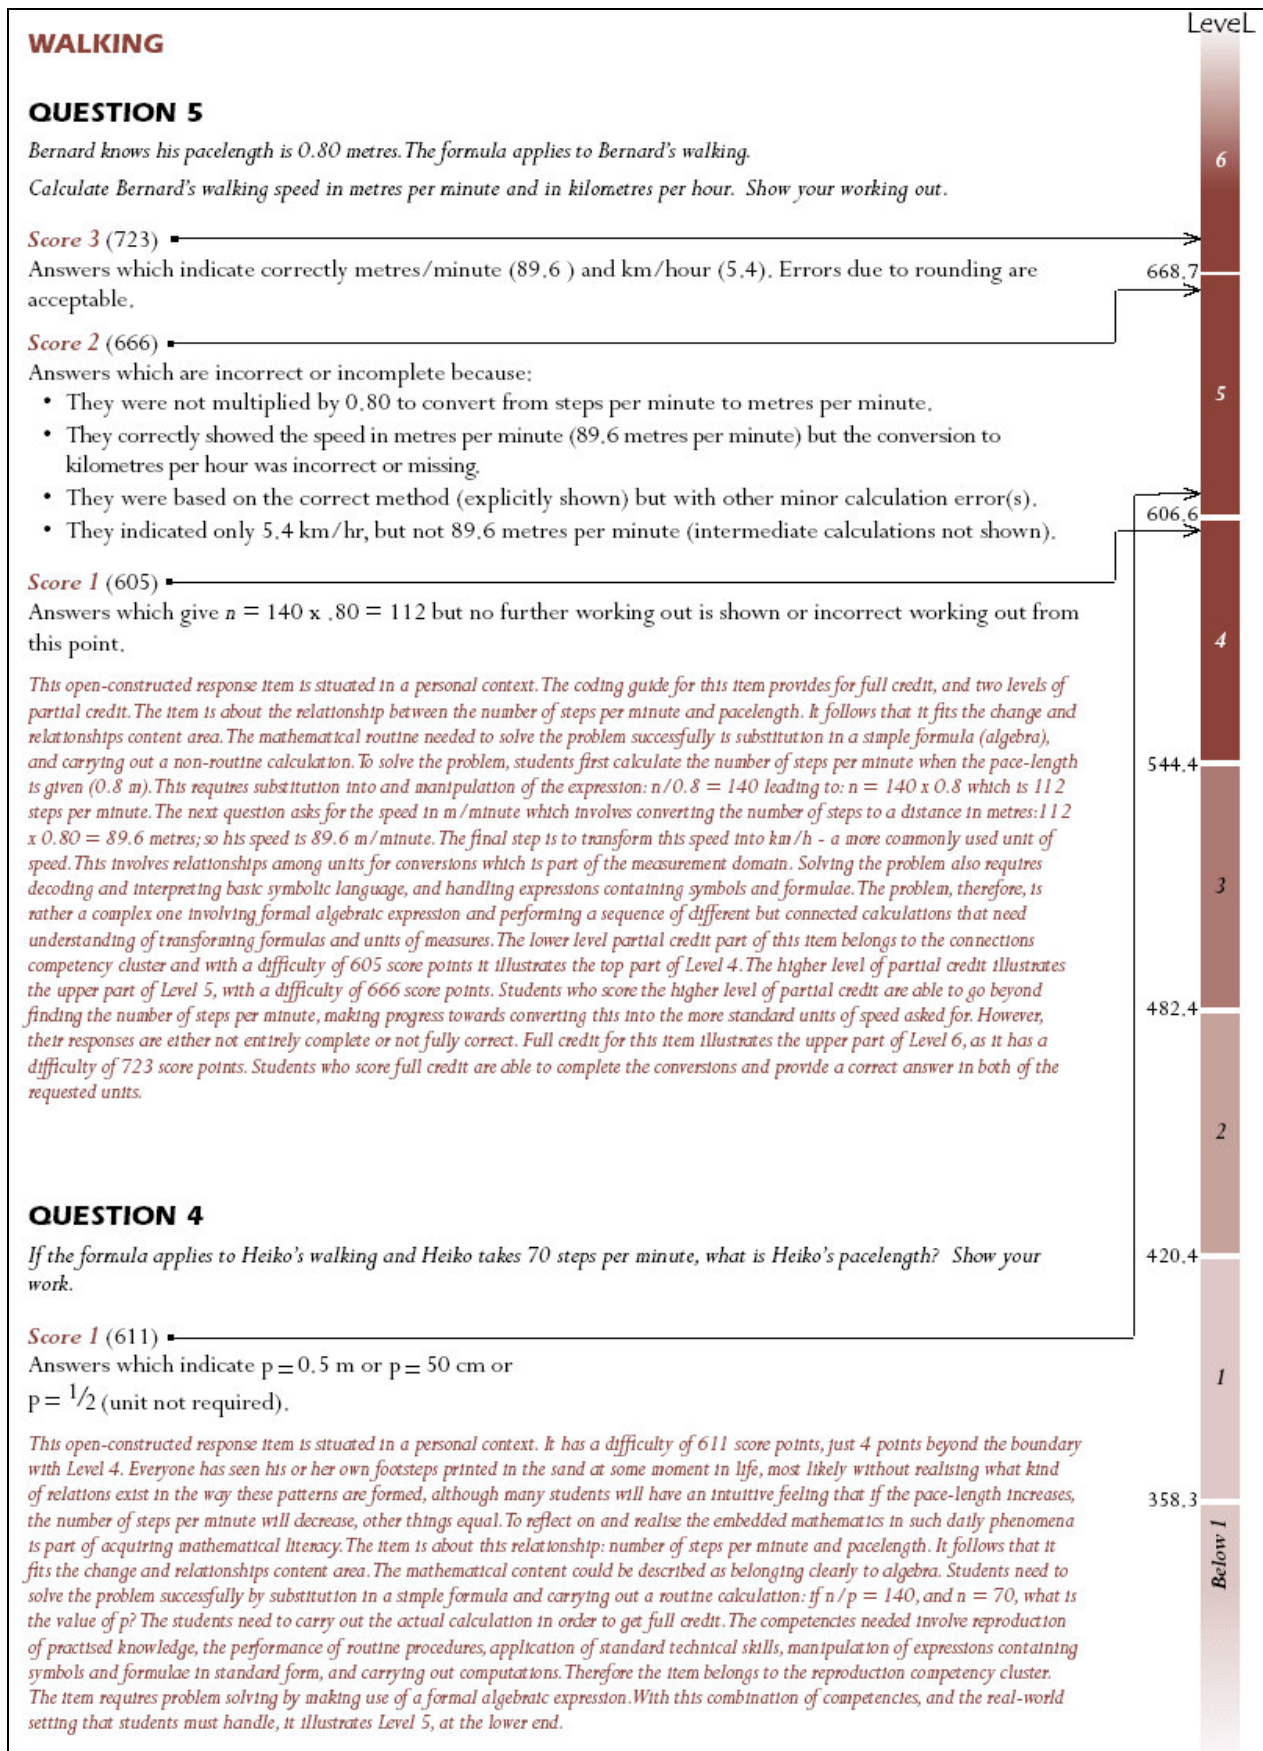 LeveL
WALKING
QUESTION 5
Bernard knows his pacelength is 0.80 metres. The formula applies to Bernard's walking.
Calculate Bernard's walking speed in metres per minute and in kilometres per hour. Show your working out.
6
Score 3 (723)
Answers which indicate correctly metres/minute (89.6 ) and km/hour (5.4). Errors due to rounding are
acceptable.
668.7
Score 2 (666)
Answers which are incorrect or incomplete because:
• They were not multiplied by 0.80 to convert from steps per minute to metres per minute.
• They correctly showed the speed in metres per minute (89.6 metres per minute) but the conversion to
kilometres per hour was incorrect or missing.
• They were based on the correct method (explicitly shown) but with other minor calculation error(s).
• They indicated only 5.4 km/hr, but not 89.6 metres per minute (intermediate calculations not shown).
5
606.6
Score 1 (605)
Answers which give n = 140 x .80 = 112 but no further working out is shown or incorrect working out from
this point.
4
This open-constructed response item is situated in a personal context. The coding guide for this item provides for full credit, and two levels of
partial credit. The item is about the relationship between the number of steps per minute and pacelength. It follows that it fits the change and
relationships content area. The mathematical routine needed to solve the problem successfully is substitution in a simple formula (algebra),
and carrying out a non-routine calculation. To solve the problem, students first calculate the number of steps per minute when the pace-length
is given (0.8 m). This requires substitution into and manipulation of the expression: n/0.8 = 140 leading to: n = 140 x 0.8 which is 112
steps per minute. The next question asks for the speed in m/minute which involves converting the number of steps to a distance in metres:112
x 0.80 = 89.6 metres; so his speed is 89.6 m/minute. The final step is to transform this speed into km/h - a more commonly used unit of
speed. This involves relationships among units for conversions which is part of the measurement domain. Solving the problem also requires
decoding and interpreting basic symbolic language, and handling expressions containing symbols and formulae. The problem, therefore, is
rather a complex one involving formal algebraic expression and performing a sequence of different but connected calculations that need
understanding of transforming formulas and units of measures. The lower level partial credit part of this item belongs to the connections
competency cluster and with a difficulty of 605 score points it illustrates the top part of Level 4. The higher level of partial credit illustrates
the upper part of Level 5, with a difficulty of 666 score points. Students who score the higher level of partial credit are able to go beyond
finding the number of steps per minute, making progress towards converting this into the more standard units of speed asked for. However,
their responses are either not entirely complete or not fully correct. Full credit for this item illustrates the upper part of Level 6, as it has a
difficulty of 723 score points. Students who score full credit are able to complete the conversions and provide a correct answer in both of the
requested units.
544.4
3
482.4
2
QUESTION 4
If the formula applies to Heiko's walking and Heiko takes 70 steps per minute, what is Heiko's pacelength? Show your
work.
420.4
Score 1 (611)
Answers which indicate p = 0.5 m or p = 50 cm or
p = 1/2 (unit not required).
1
This open-constructed response item is situated in a personal context. It has a difficulty of 611 score points, just 4 points beyond the boundary
with Level 4. Everyone has seen his or her own footsteps printed in the sand at some moment in life, most likely without realising what kind
of relations exist in the way these patterns are formed, although many students will have an intuitive feeling that if the pace-length increases,
the number of steps per minute will decrease, other things equal. To reflect on and realise the embedded mathematics in such daily phenomena
is part of acquiring mathematical literacy. The item is about this relationship: number of steps per minute and pacelength. It follows that it
fits the change and relationships content area. The mathematical content could be described as belonging clearly to algebra. Students need to
solve the problem successfully by substitution in a simple formula and carrying out a routine calculation: if n/p = 140, and n = 70, what is
the value of p? The students need to carry out the actual calculation in order to get full credit. The competencies needed involve reproduction
of practised knowledge, the performance of routine procedures, application of standard technical skills, manipulation of expressions containing
symbols and formulae in standard form, and carrying out computations. Therefore the item belongs to the reproduction competency cluster.
The item requires problem solving by making use of a formal algebraic expression. With this combination of competencies, and the real-world
setting that students must handle, it illustrates Level 5, at the lower end.
358.3
Below 1